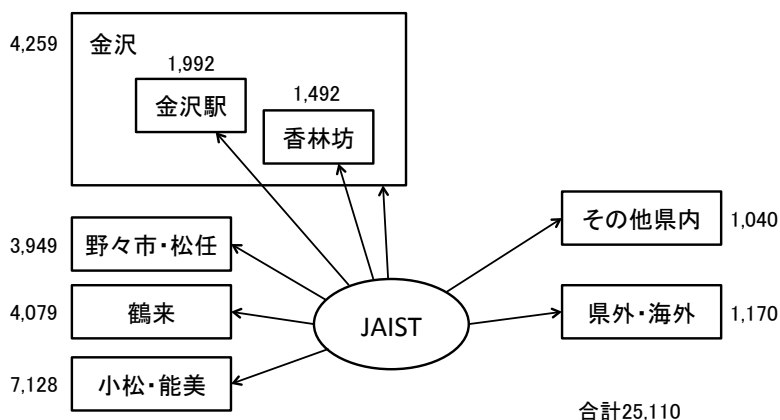 4,259
金沢
1,992
金沢駅
1,492
香林坊
3,949
野々市・松任
4,079
鶴来
7,128
小松・能美
JAIST
その他県内
1,040
県外・海外
1,170
合計25,110